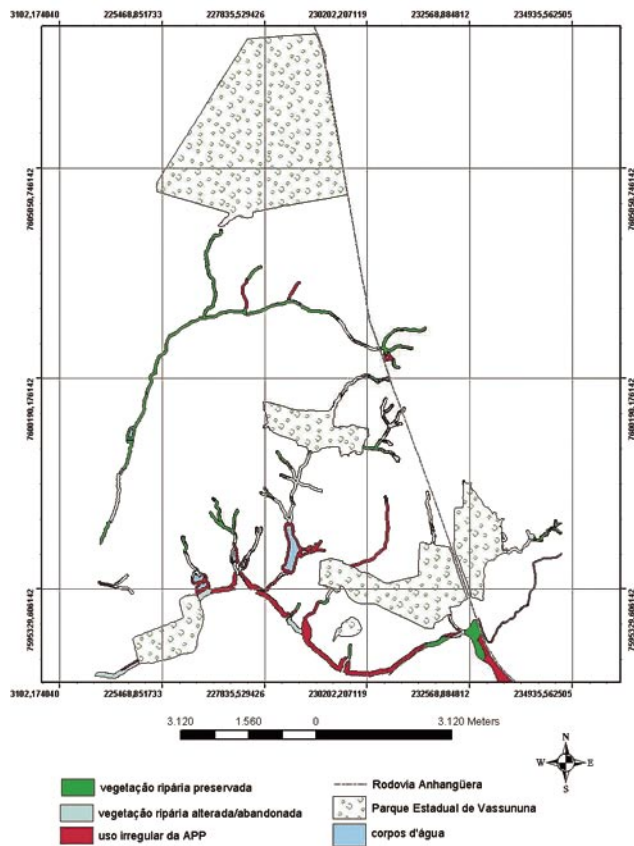 3102,174040 225468,851733 227835,529426 230202,207119 232568,884812 234935,562505
7605050,746142 7605050,746142
7600190,176142 7600190,176142
7595329,606142 7595329,606142
3102,174040 225468,851733 227835,529426 230202,207119 232568,884812 234935,562505
3.120 1.560 0 3.120 Meters
N
W E
S
vegetação ripária preservada
vegetação ripária alterada/abandonada
uso irregular da APP
Rodovia Anhangüera
Parque Estadual de Vassununa
corpos d'água